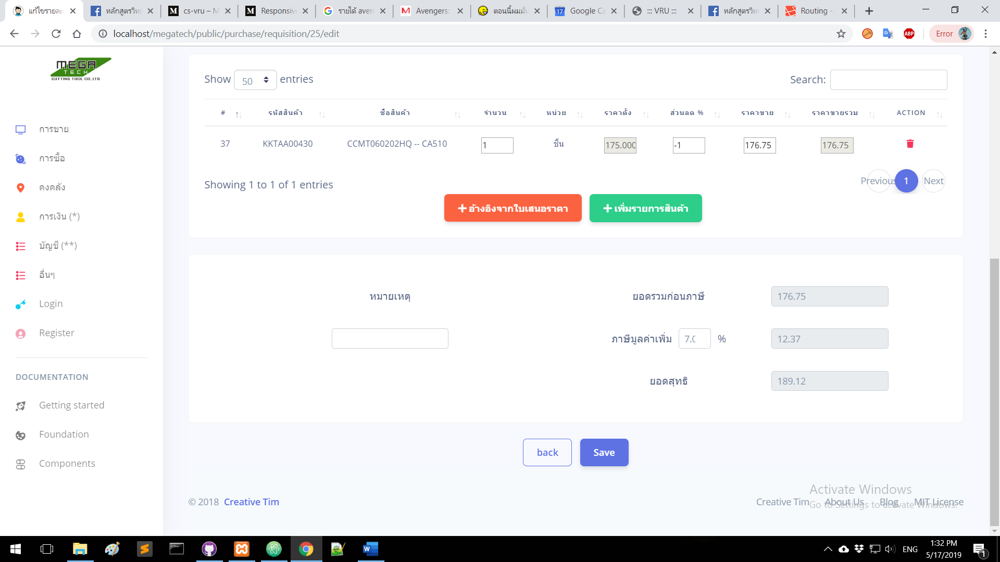 แก้ไขรายละ
หลักสูตรวิท
cs-vru – M
Responsiv
รายได้ aven
Avengers:
ตอนนี้ผมมั่น
Google Ca
::: VRU :::
หลักสูตรวิท
Routing -
localhost/megatech/public/purchase/requisition/25/edit
ABP
Error
MEGA
TECH
CUTTING TOOL CO.,LTD.
การขาย
การซื้อ
คงคลัง
การเงิน (*)
บัญชี (**)
อื่นๆ
Login
Register
DOCUMENTATION
Getting started
Foundation
Components
Show 50 entries
Search:
# รหัสสินค้า ชื่อสินค้า จำนวน หน่วย ราคาตั้ง ส่วนลด % ราคาขาย ราคาขายรวม ACTION
37 KKTAA00430 CCMT060202HQ -- CA510 1 ชิ้น 175.000 -1 176.75 176.75
Showing 1 to 1 of 1 entries
Previous 1 Next
อ้างอิงจากใบเสนอราคา
เพิ่มรายการสินค้า
หมายเหตุ
ยอดรวมก่อนภาษี 176.75
ภาษีมูลค่าเพิ่ม 7.0 % 12.37
ยอดสุทธิ 189.12
back Save
© 2018 Creative Tim
Creative Tim About Us Blog MIT License
Activate Windows
Go to Settings to activate Windows.
ENG
1:32 PM
5/17/2019
1